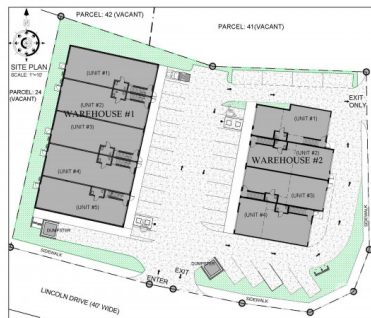 PARCEL: 42 (VACANT)
PARCEL: 41(VACANT)
N
SITE PLAN
SCALE: 1"=10'
PARCEL: 24
(VACANT)
(UNIT #1)
(UNIT #2)
WAREHOUSE #1
(UNIT #3)
(UNIT #4)
(UNIT #5)
DUMPSTER
EXIT
ONLY
(UNIT #1)
(UNIT #2)
WAREHOUSE #2
(UNIT #3)
(UNIT #4)
SIDEWALK
SIDEWALK
DUMPSTER
EXIT
ENTER
SIDEWALK
LINCOLN DRIVE (40' WIDE)